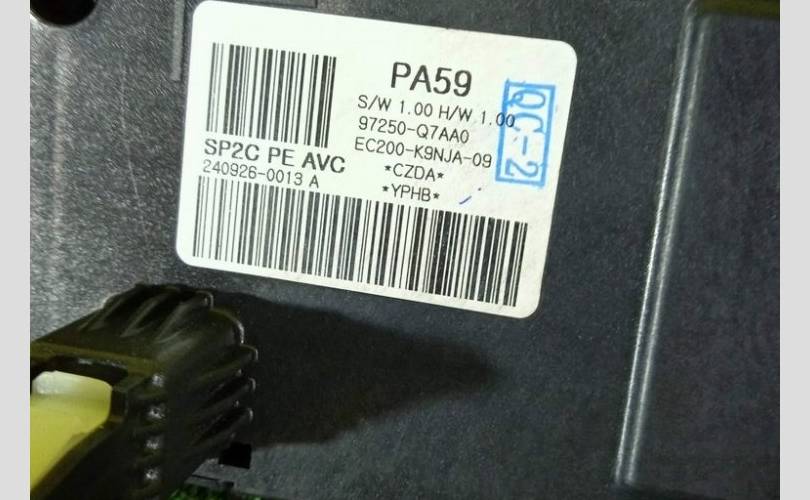 PA59
S/W 1.00 H/W 1.00
97250-Q7AA0
EC200-K9NJA-09
*CZDA*
*YPHB*
SP2C PE AVC
240926-0013 A
QC-2